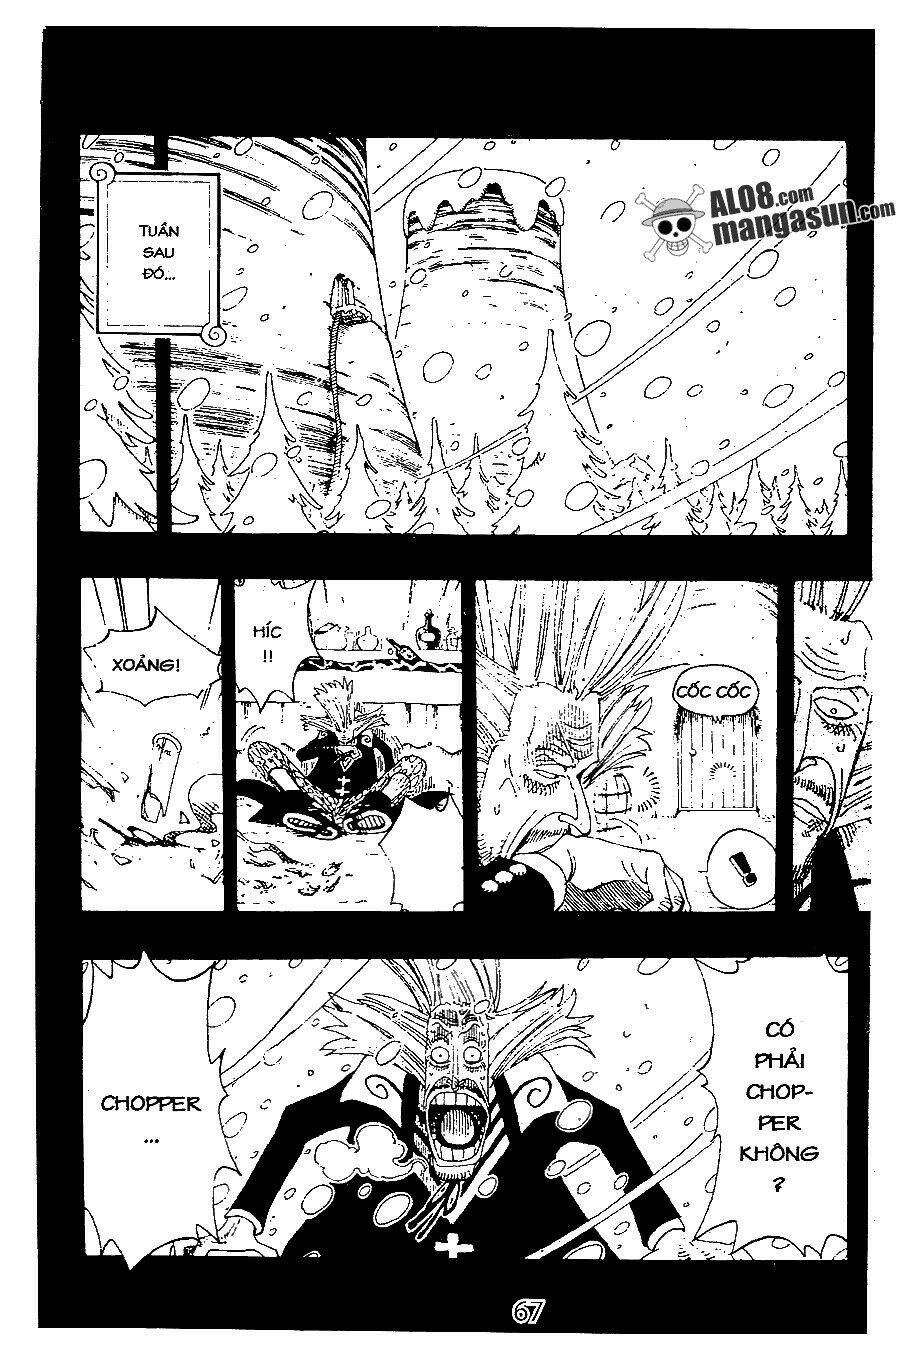 ALO8.com
mangasun.com
TUẦN
SAU
ĐÓ...
XOẢNG!
HÍC
!!
CỐC CỐC
!
CÓ
PHẢI
CHOP-
PER
KHÔNG
?
CHOPPER
...
67